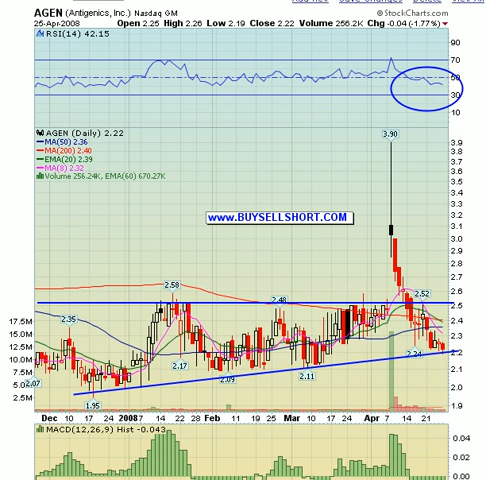 AGEN (Antigenics, Inc.) Nasdaq GM © StockCharts.com
25-Apr-2008 Open 2.25 High 2.26 Low 2.19 Close 2.22 Volume 256.2K Chg -0.04 (-1.77%)
RSI(14) 42.15
90
70
50
30
10
AGEN (Daily) 2.22
MA(50) 2.36
MA(200) 2.40
EMA(20) 2.39
MA(8) 2.32
Volume 256.24K, EMA(60) 670.27K
3.90
3.9
3.8
3.7
3.6
3.5
3.4
3.3
3.2
3.1
3.0
2.9
2.8
2.7
2.6
2.5
2.4
2.3
2.2
2.1
2.0
1.9
www.BUYSELLSHORT.com
2.58
2.48
2.52
2.35
2.17
2.24
2.07
2.09
2.11
1.95
17.5M
15.0M
12.5M
10.0M
7.5M
5.0M
2.5M
Dec 10 17 24 2008 14 22 Feb 11 19 25 Mar 10 17 24 Apr 7 14 21
MACD(12,26,9) Hist -0.043
0.04
0.02
0.00